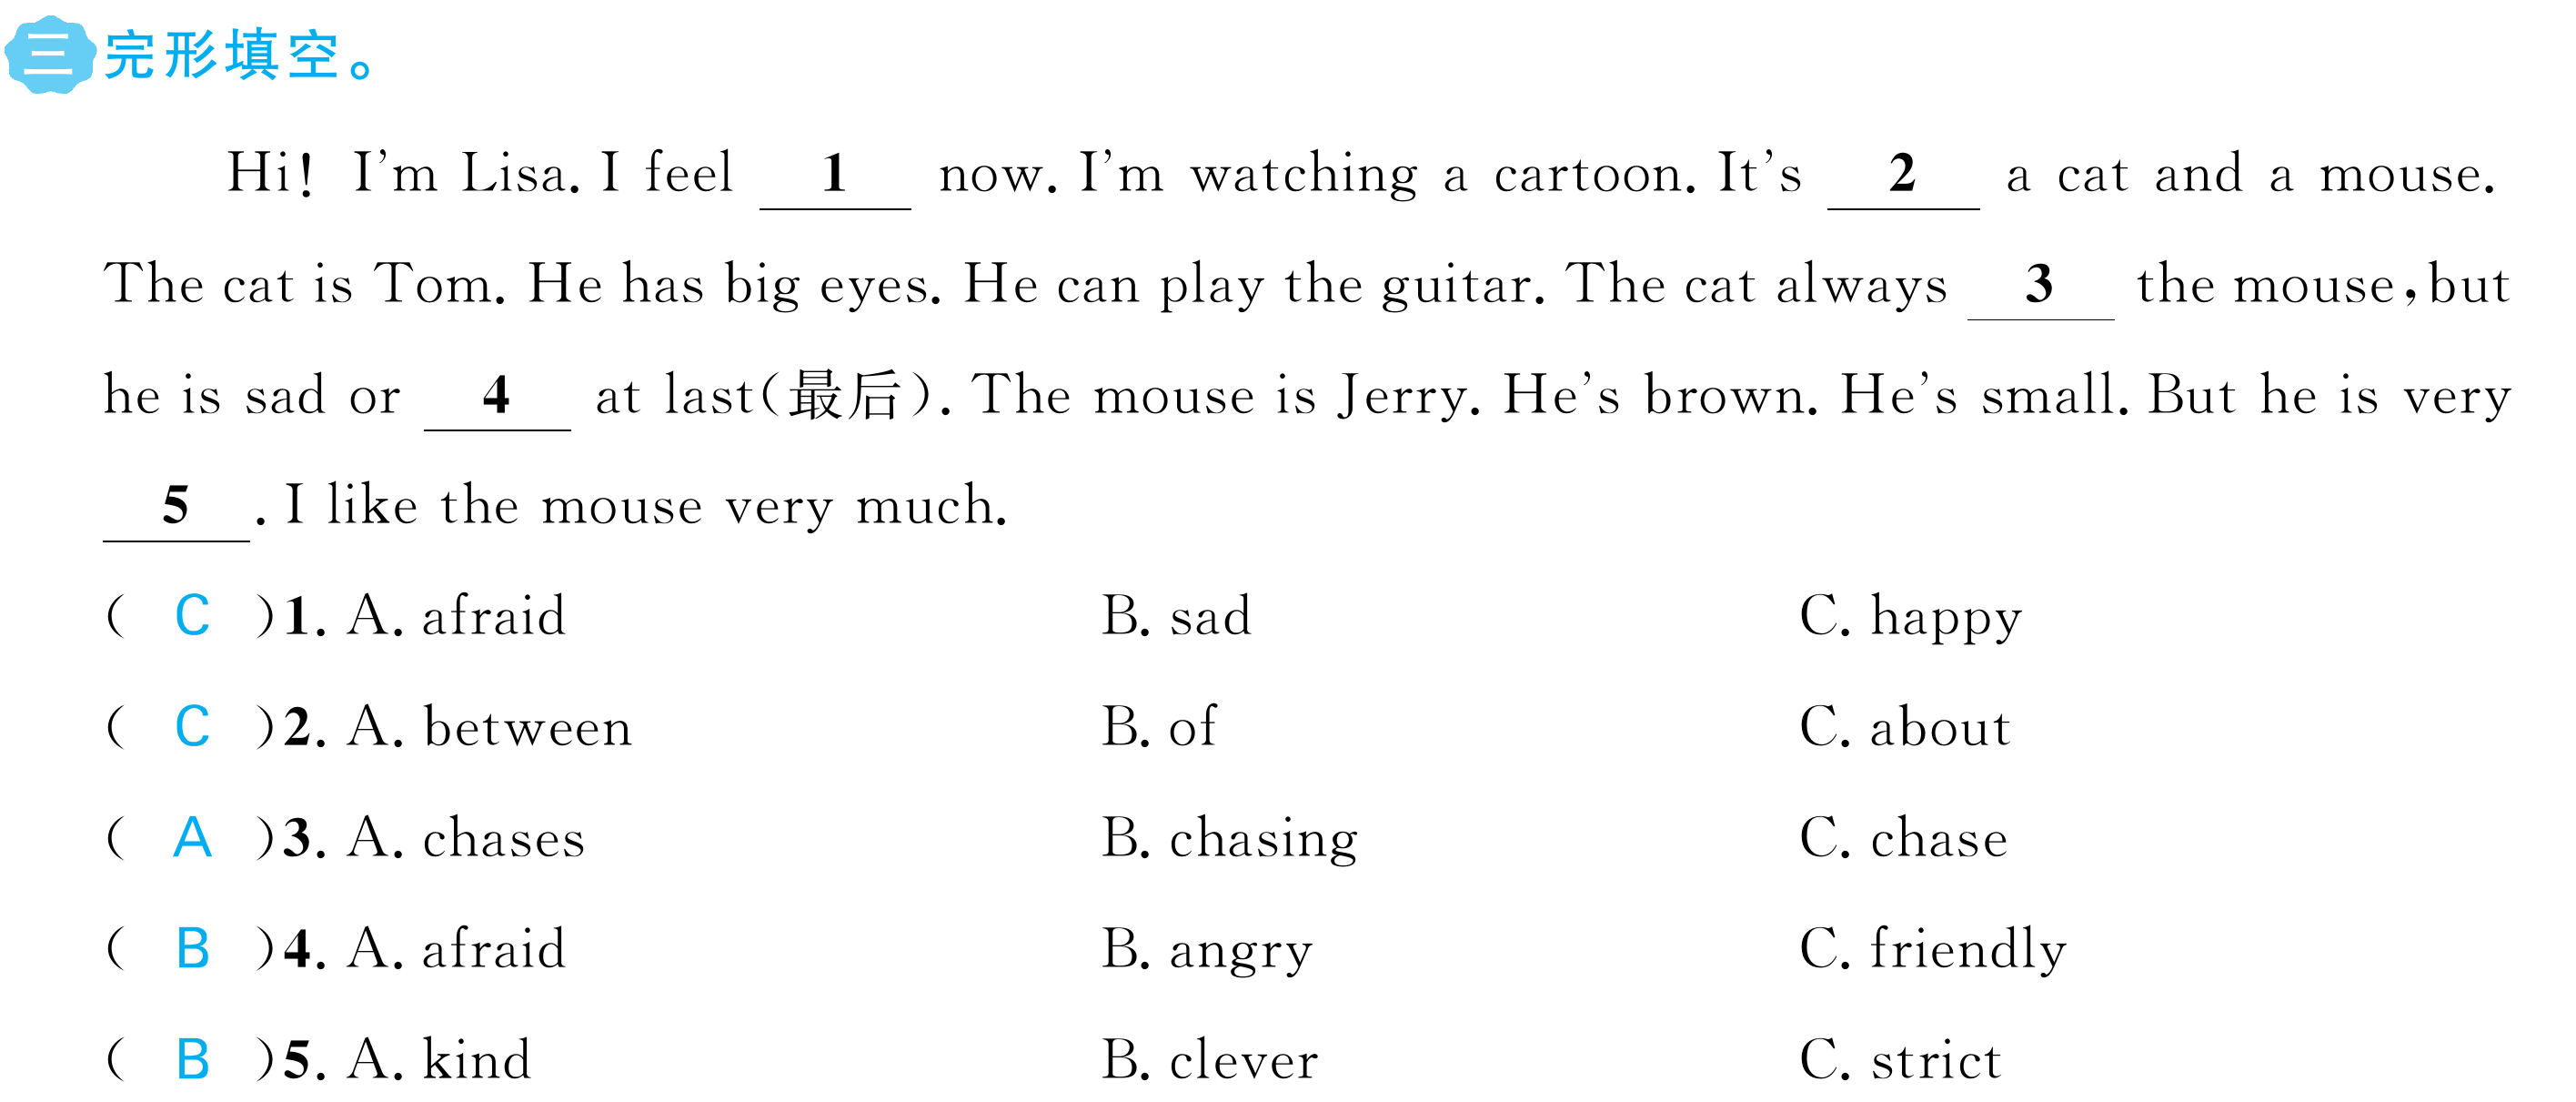 三 完形填空。
Hi! I'm Lisa. I feel 1 now. I'm watching a cartoon. It's 2 a cat and a mouse.
The cat is Tom. He has big eyes. He can play the guitar. The cat always 3 the mouse, but
he is sad or 4 at last(最后). The mouse is Jerry. He's brown. He's small. But he is very
5 . I like the mouse very much.
( C )1. A. afraid B. sad C. happy
( C )2. A. between B. of C. about
( A )3. A. chases B. chasing C. chase
( B )4. A. afraid B. angry C. friendly
( B )5. A. kind B. clever C. strict